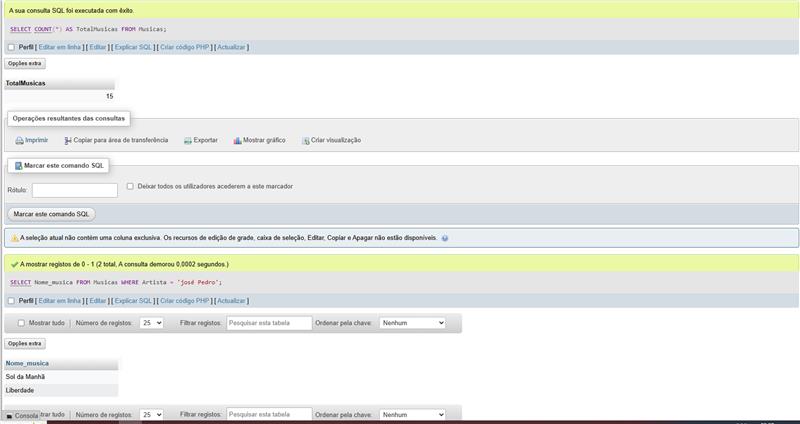 A sua consulta SQL foi executada com êxito.
SELECT COUNT(*) AS TotalMusicas FROM Musicas;
Perfil [ Editar em linha ] [ Editar ] [ Explicar SQL ] [ Criar código PHP ] [ Actualizar ]
Opções extra
TotalMusicas
15
Operações resultantes das consultas
Imprimir Copiar para área de transferência Exportar Mostrar gráfico Criar visualização
Marcar este comando SQL
Rótulo: Deixar todos os utilizadores acederem a este marcador
Marcar este comando SQL
A seleção atual não contém uma coluna exclusiva. Os recursos de edição de grade, caixa de seleção, Editar, Copiar e Apagar não estão disponíveis.
A mostrar registos de 0 - 1 (2 total, A consulta demorou 0,0002 segundos.)
SELECT Nome_musica FROM Musicas WHERE Artista = 'josé Pedro';
Perfil [ Editar em linha ] [ Editar ] [ Explicar SQL ] [ Criar código PHP ] [ Actualizar ]
Mostrar tudo Número de registos: 25 Filtrar registos: Pesquisar esta tabela Ordenar pela chave: Nenhum
Opções extra
Nome_musica
Sol da Manhã
Liberdade
Consola trar tudo Número de registos: 25 Filtrar registos: Pesquisar esta tabela Ordenar pela chave: Nenhum